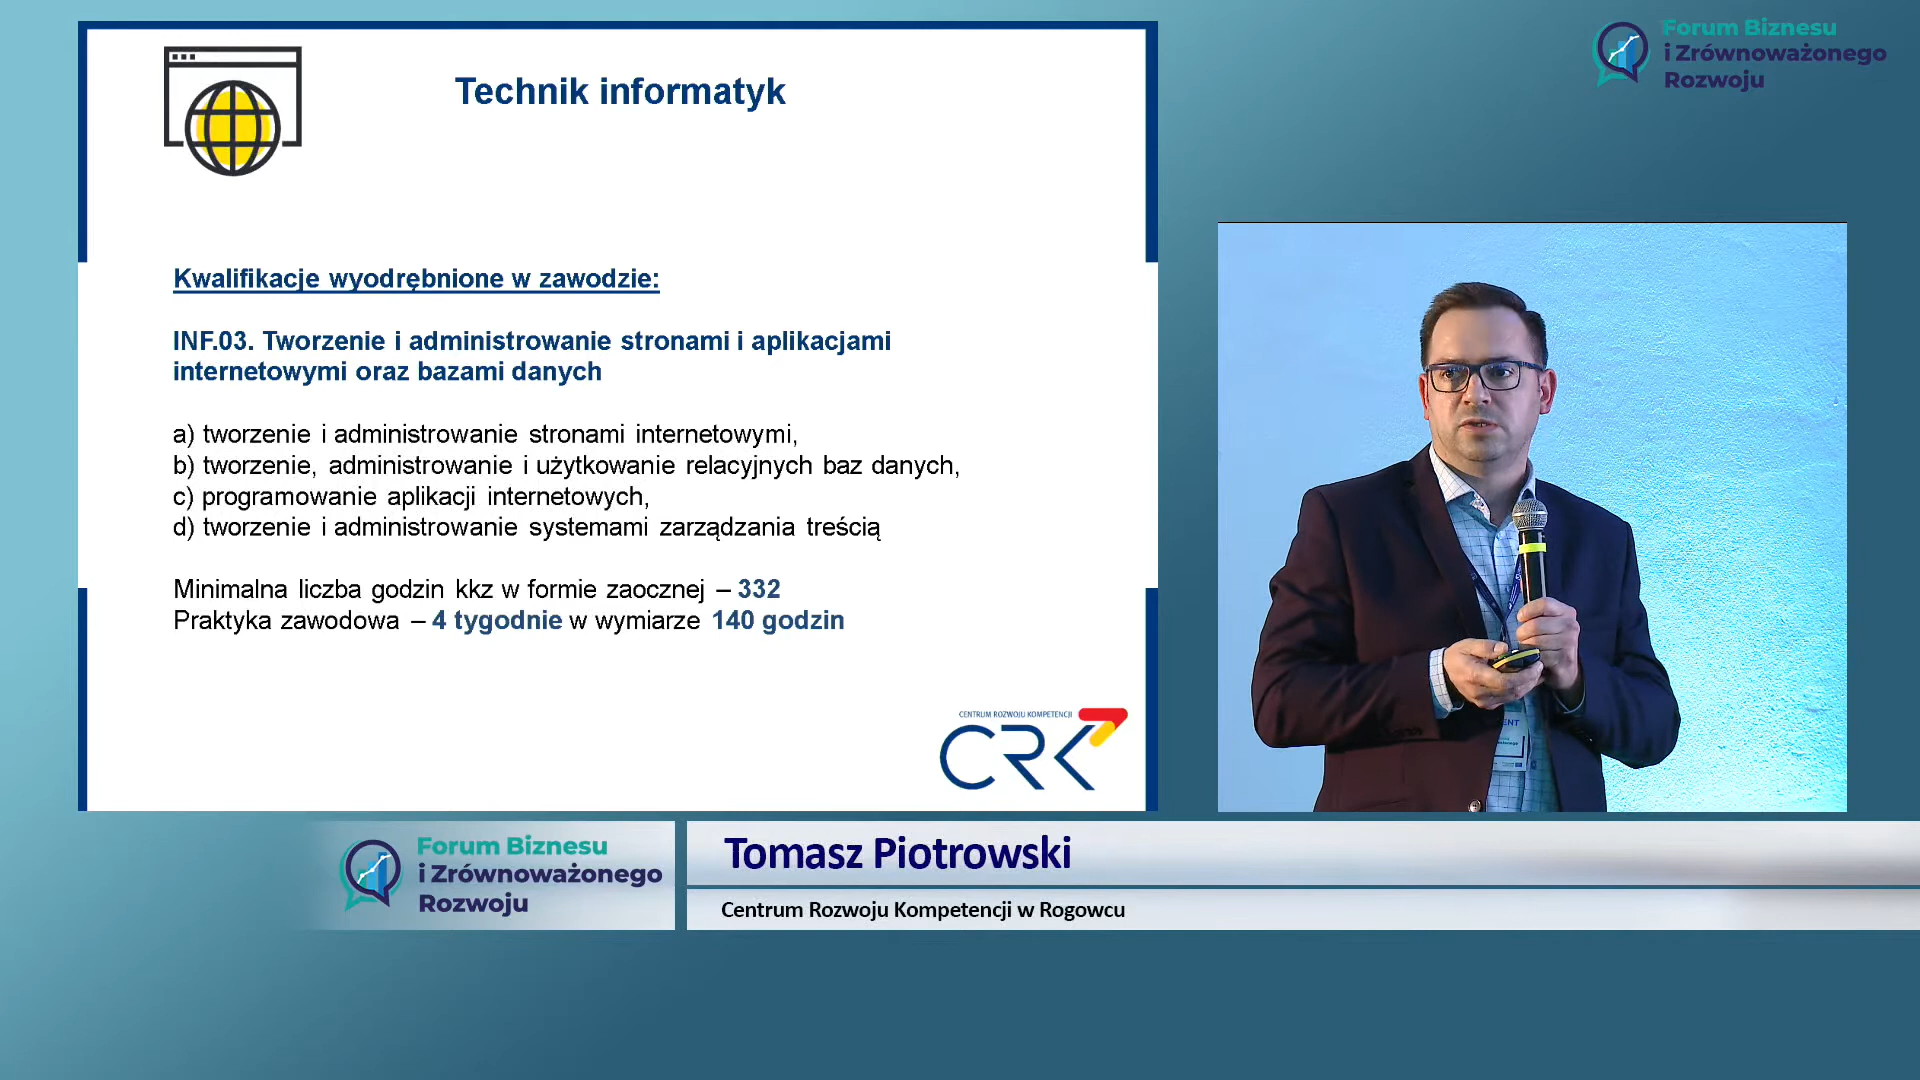 Technik informatyk
Kwalifikacje wyodrębnione w zawodzie:
INF.03. Tworzenie i administrowanie stronami i aplikacjami
internetowymi oraz bazami danych
a) tworzenie i administrowanie stronami internetowymi,
b) tworzenie, administrowanie i użytkowanie relacyjnych baz danych,
c) programowanie aplikacji internetowych,
d) tworzenie i administrowanie systemami zarządzania treścią
Minimalna liczba godzin kkz w formie zaocznej – 332
Praktyka zawodowa – 4 tygodnie w wymiarze 140 godzin
CENTRUM ROZWOJU KOMPETENCJI
CRK
Forum Biznesu
i Zrównoważonego
Rozwoju
Forum Biznesu
i Zrównoważonego
Rozwoju
Tomasz Piotrowski
Centrum Rozwoju Kompetencji w Rogowcu